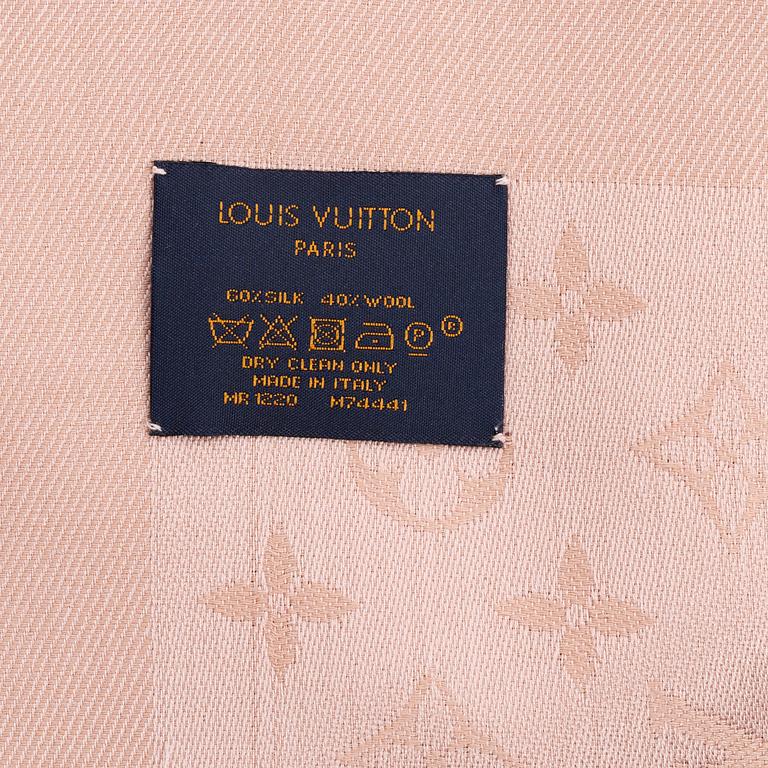 LOUIS VUITTON
PARIS
60% SILK 40% WOOL
P R
DRY CLEAN ONLY
MADE IN ITALY
MR 1220 M74441